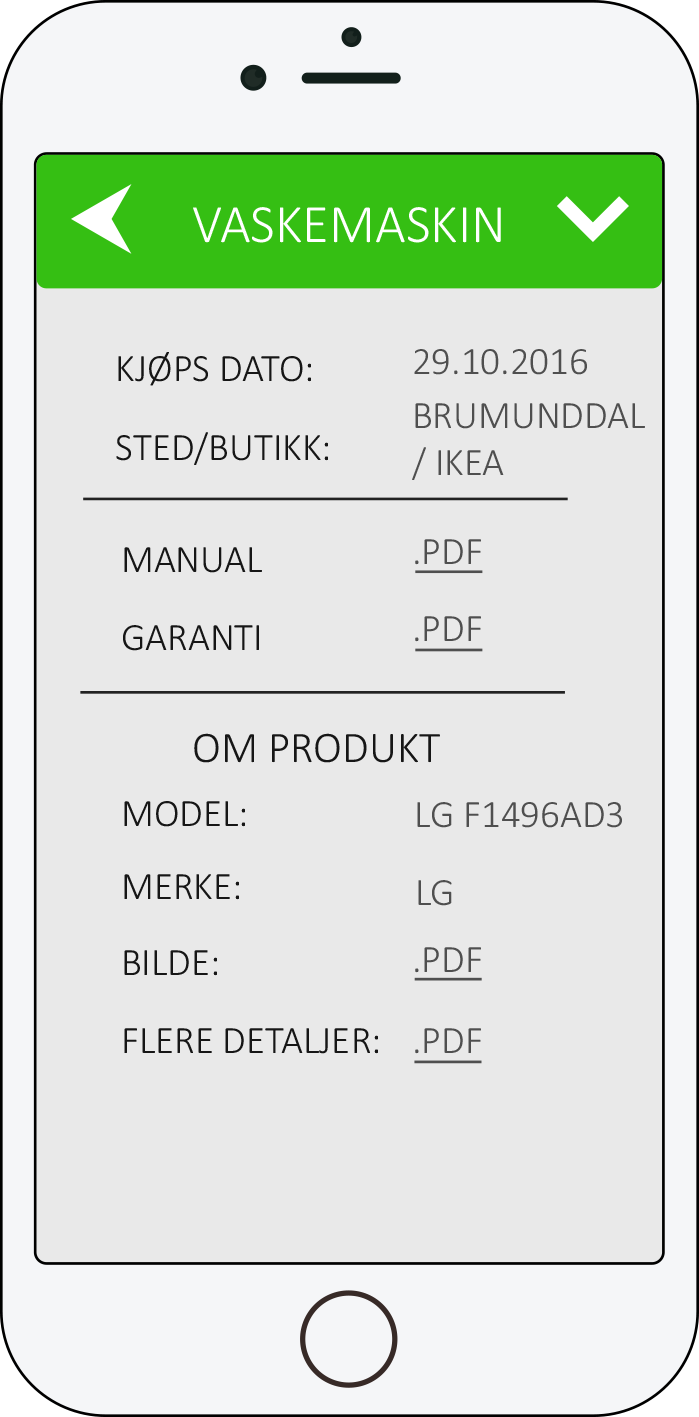 VASKEMASKIN
KJØPS DATO: 29.10.2016
STED/BUTIKK: BRUMUNDDAL
/ IKEA
MANUAL .PDF
GARANTI .PDF
OM PRODUKT
MODEL: LG F1496AD3
MERKE: LG
BILDE: .PDF
FLERE DETALJER: .PDF